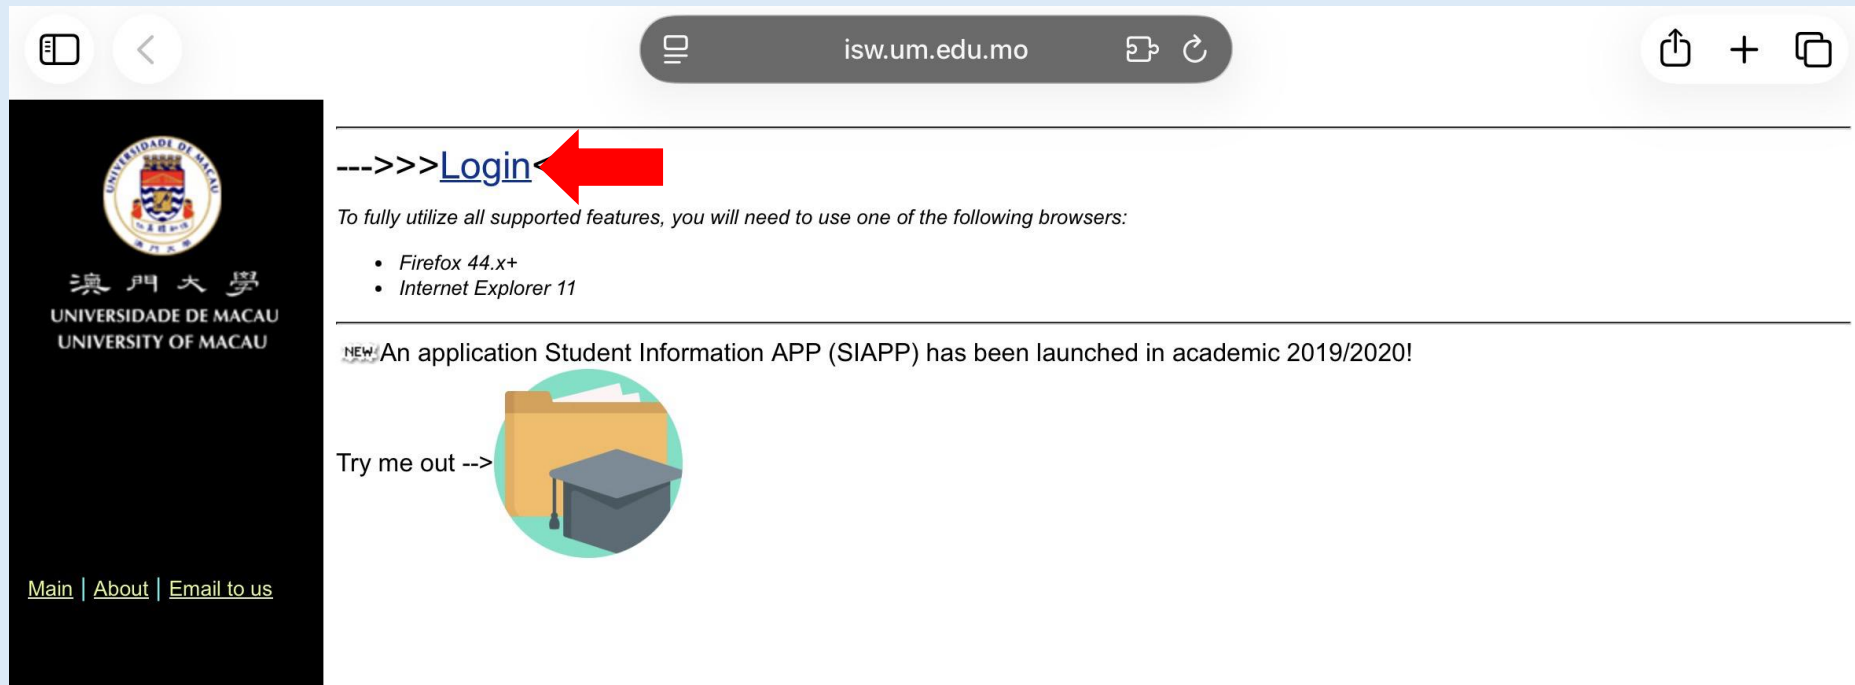 isw.um.edu.mo
UNIVERSIDADE DE MACAU
澳門大學
UNIVERSIDADE DE MACAU
UNIVERSITY OF MACAU
Main | About | Email to us
--->>>Login<
To fully utilize all supported features, you will need to use one of the following browsers:
• Firefox 44.x+
• Internet Explorer 11
NEW An application Student Information APP (SIAPP) has been launched in academic 2019/2020!
Try me out -->